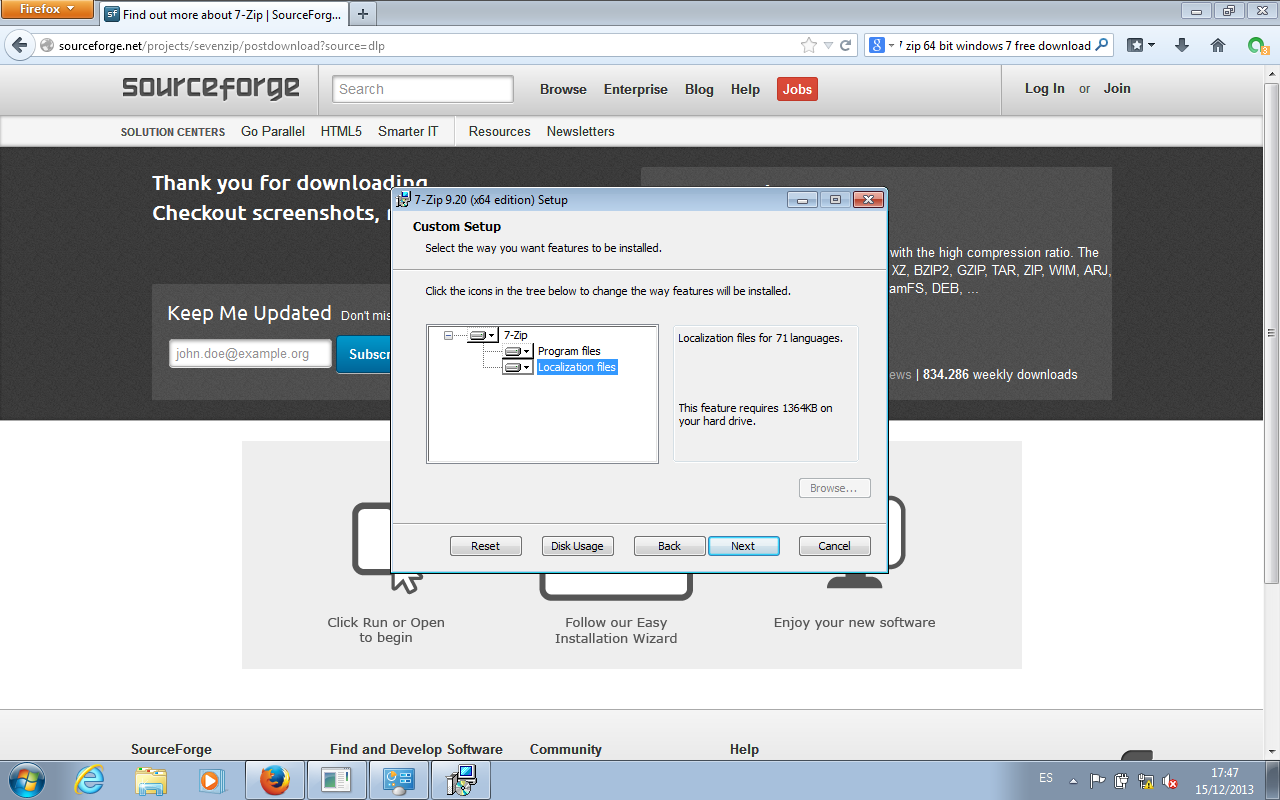 Firefox
Find out more about 7-Zip | SourceForg...
sourceforge.net/projects/sevenzip/postdownload?source=dlp
zip 64 bit windows 7 free download
sourceforge
Search
Browse
Enterprise
Blog
Help
Jobs
Log In or Join
SOLUTION CENTERS
Go Parallel
HTML5
Smarter IT
Resources
Newsletters
Thank you for downloading
Checkout screenshots,
with the high compression ratio. The
XZ, BZIP2, GZIP, TAR, ZIP, WIM, ARJ,
DEB, ...
Keep Me Updated
Don't
john.doe@example.org
| 834.286 weekly downloads
7-Zip 9.20 (x64 edition) Setup
Custom Setup
Select the way you want features to be installed.
Click the icons in the tree below to change the way features will be installed.
7-Zip
Program files
Localization files
Localization files for 71 languages.
This feature requires 1364KB on
your hard drive.
Browse...
Reset
Disk Usage
Back
Next
Cancel
Click Run or Open
to begin
Follow our Easy
Installation Wizard
Enjoy your new software
SourceForge
Find and Develop Software
Community
Help
ES
17:47
15/12/2013